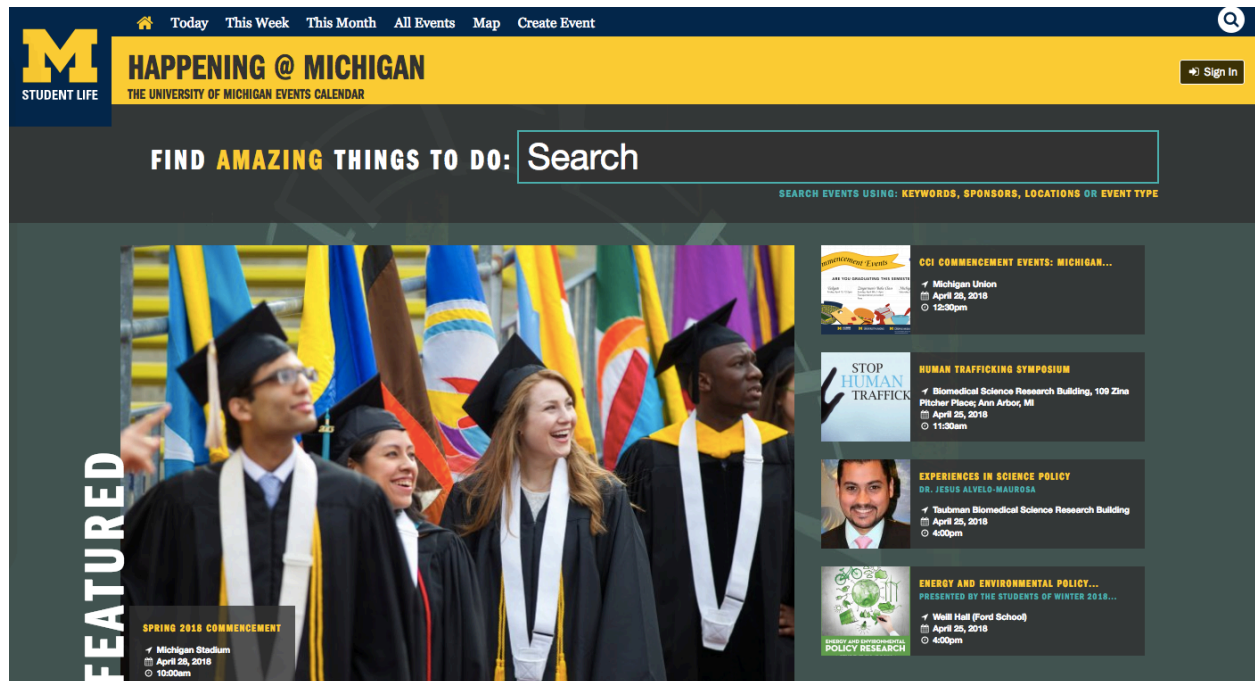 Today This Week This Month All Events Map Create Event
M
STUDENT LIFE
HAPPENING @ MICHIGAN
THE UNIVERSITY OF MICHIGAN EVENTS CALENDAR
Sign In
FIND AMAZING THINGS TO DO: Search
SEARCH EVENTS USING: KEYWORDS, SPONSORS, LOCATIONS OR EVENT TYPE
FEATURED
SPRING 2018 COMMENCEMENT
Michigan Stadium
April 28, 2018
10:00am
Commencement Events
ARE YOU GRADUATING THIS SEMESTE
CCI COMMENCEMENT EVENTS: MICHIGAN...
Michigan Union
April 28, 2018
12:30pm
STOP
HUMAN
TRAFFICK
HUMAN TRAFFICKING SYMPOSIUM
Biomedical Science Research Building, 109 Zina
Pitcher Place; Ann Arbor, MI
April 25, 2018
11:30am
EXPERIENCES IN SCIENCE POLICY
DR. JESUS ALVELO-MAUROSA
Taubman Biomedical Science Research Building
April 25, 2018
4:00pm
ENERGY AND ENVIRONMENTAL
POLICY RESEARCH
ENERGY AND ENVIRONMENTAL POLICY...
PRESENTED BY THE STUDENTS OF WINTER 2018...
Weill Hall (Ford School)
April 25, 2018
4:00pm